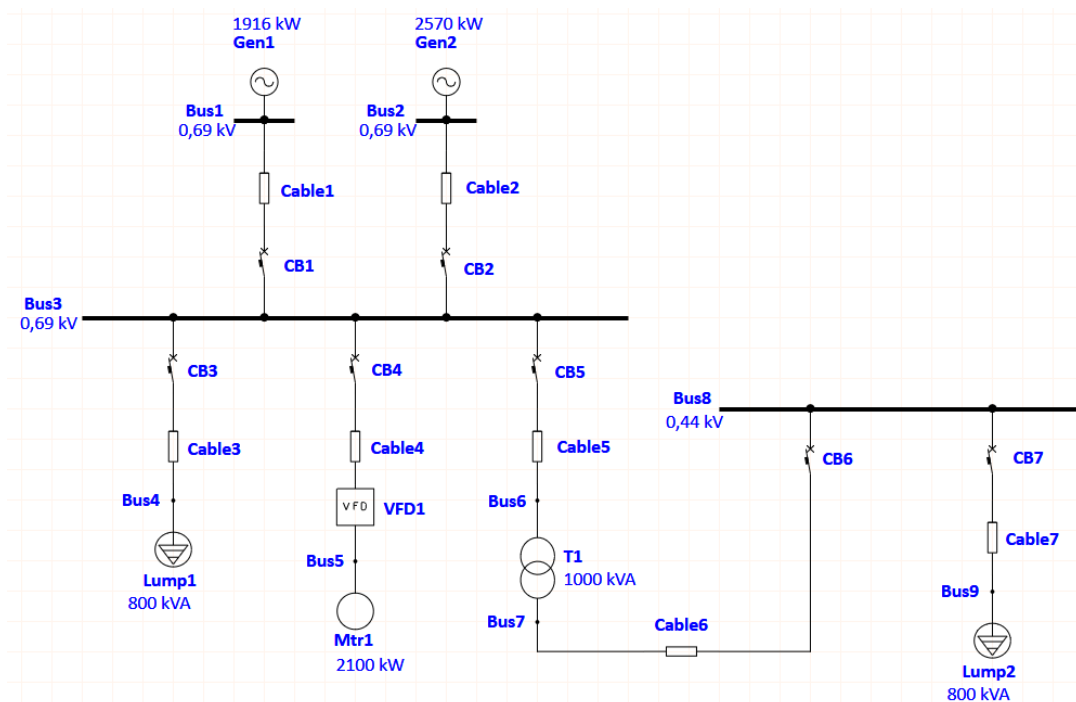 1916 kW
Gen1
2570 kW
Gen2
Bus1
0,69 kV
Bus2
0,69 kV
Cable1
Cable2
CB1
CB2
Bus3
0,69 kV
CB3
CB4
CB5
Bus8
0,44 kV
Cable3
Cable4
Cable5
CB6
CB7
Bus4
VFD
VFD1
Bus6
Cable7
Lump1
800 kVA
Bus5
T1
1000 kVA
Bus9
Mtr1
2100 kW
Bus7
Cable6
Lump2
800 kVA